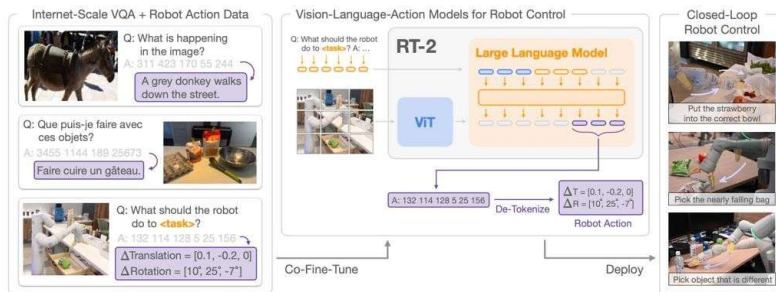 Internet-Scale VQA + Robot Action Data
Q: What is happening
in the image?
A: 311 423 170 55 244
A grey donkey walks
down the street.
Q: Que puis-je faire avec
ces objets?
A: 3455 1144 189 25673
Faire cuire un gâteau.
Q: What should the robot
do to <task>?
A: 132 114 128 5 25 156
ΔTranslation = [0.1, -0.2, 0]
ΔRotation = [10°, 25°, -7°]
Co-Fine-Tune
Vision-Language-Action Models for Robot Control
Q: What should the robot
do to <task>? A: ...
RT-2
Large Language Model
ViT
A: 132 114 128 5 25 156
De-Tokenize
ΔT = [0.1, -0.2, 0]
ΔR = [10°, 25°, -7°]
Robot Action
Deploy
Closed-Loop
Robot Control
Put the strawberry
into the correct bowl
Pick the nearly falling bag
Pick object that is different